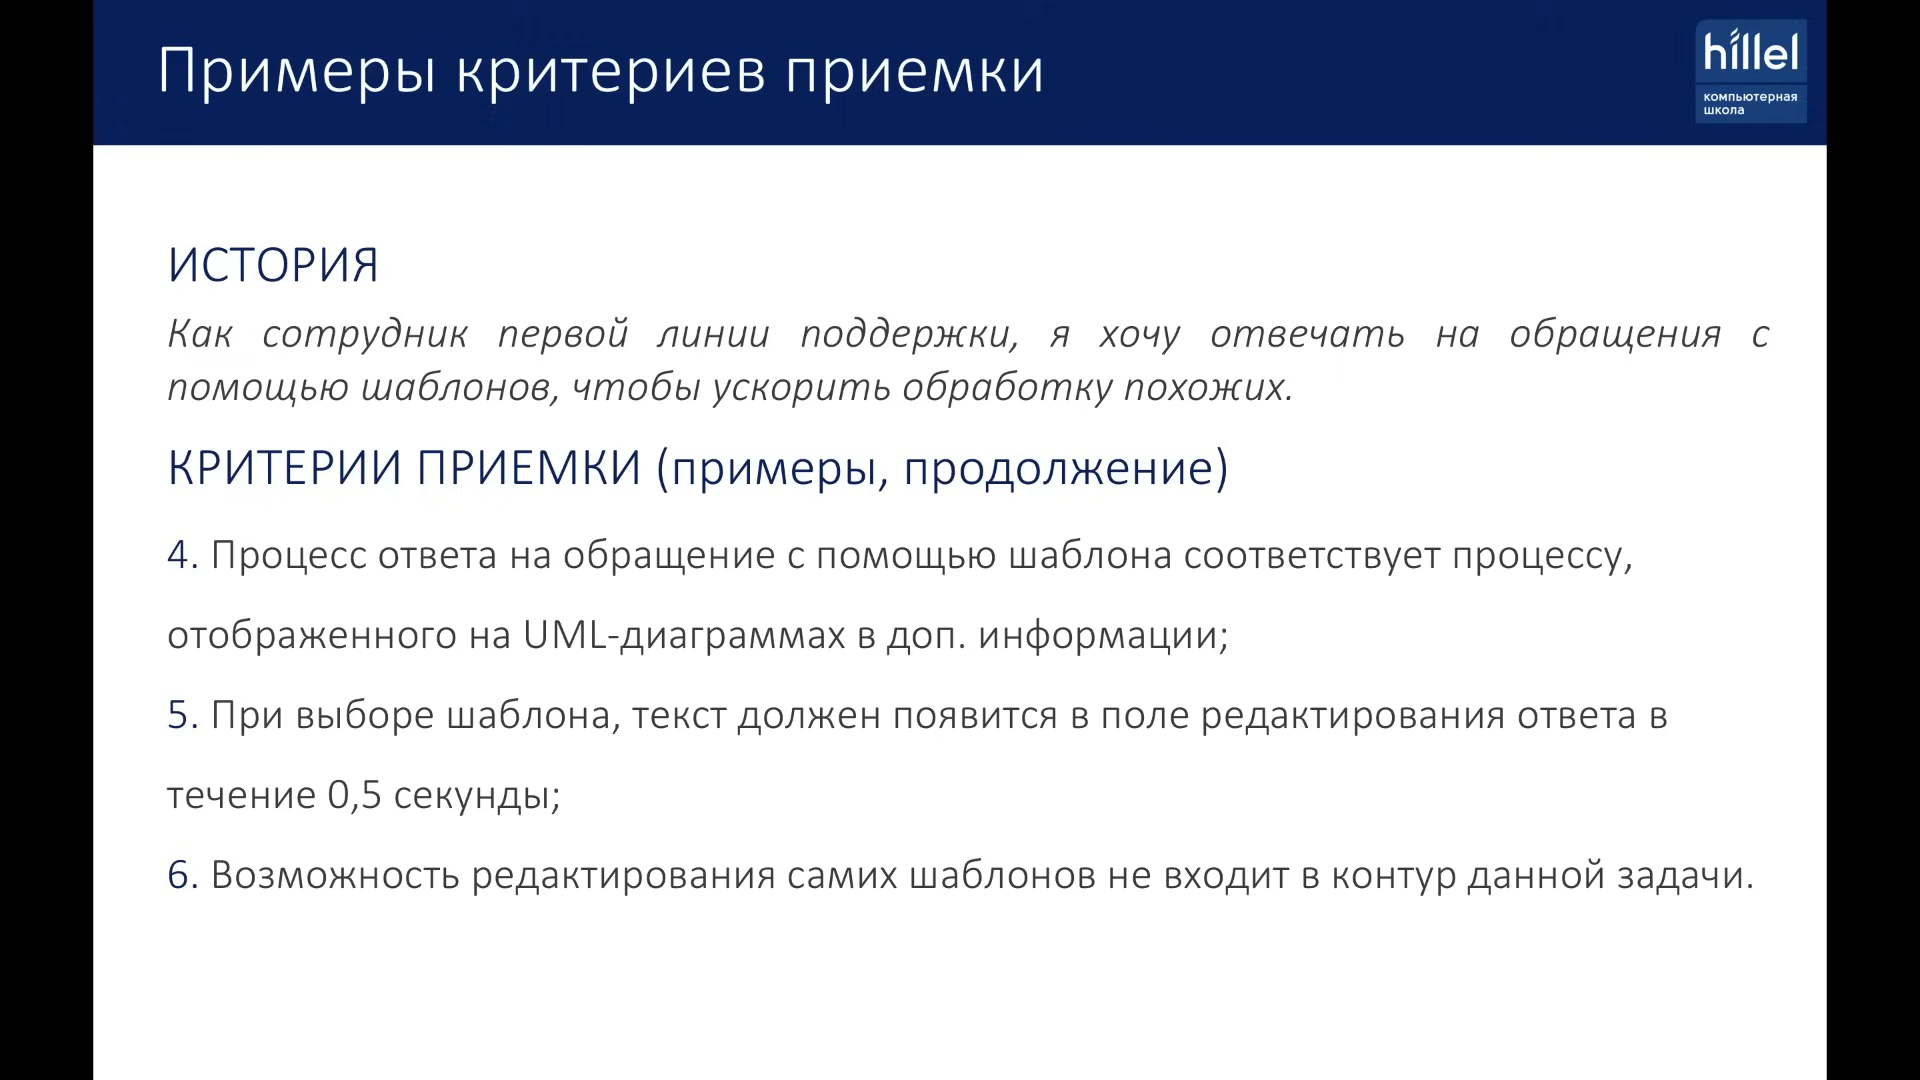 Примеры критериев приемки
hillel
компьютерная
школа
ИСТОРИЯ
Как сотрудник первой линии поддержки, я хочу отвечать на обращения с
помощью шаблонов, чтобы ускорить обработку похожих.
КРИТЕРИИ ПРИЕМКИ (примеры, продолжение)
4. Процесс ответа на обращение с помощью шаблона соответствует процессу,
отображенного на UML-диаграммах в доп. информации;
5. При выборе шаблона, текст должен появится в поле редактирования ответа в
течение 0,5 секунды;
6. Возможность редактирования самих шаблонов не входит в контур данной задачи.